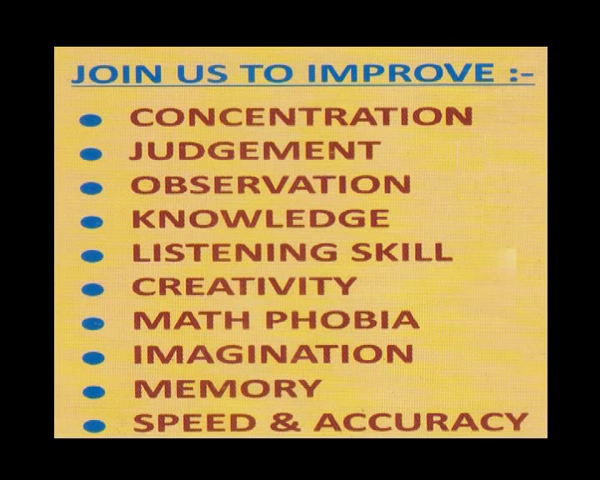 JOIN US TO IMPROVE :-
• CONCENTRATION
• JUDGEMENT
• OBSERVATION
• KNOWLEDGE
• LISTENING SKILL
• CREATIVITY
• MATH PHOBIA
• IMAGINATION
• MEMORY
• SPEED & ACCURACY